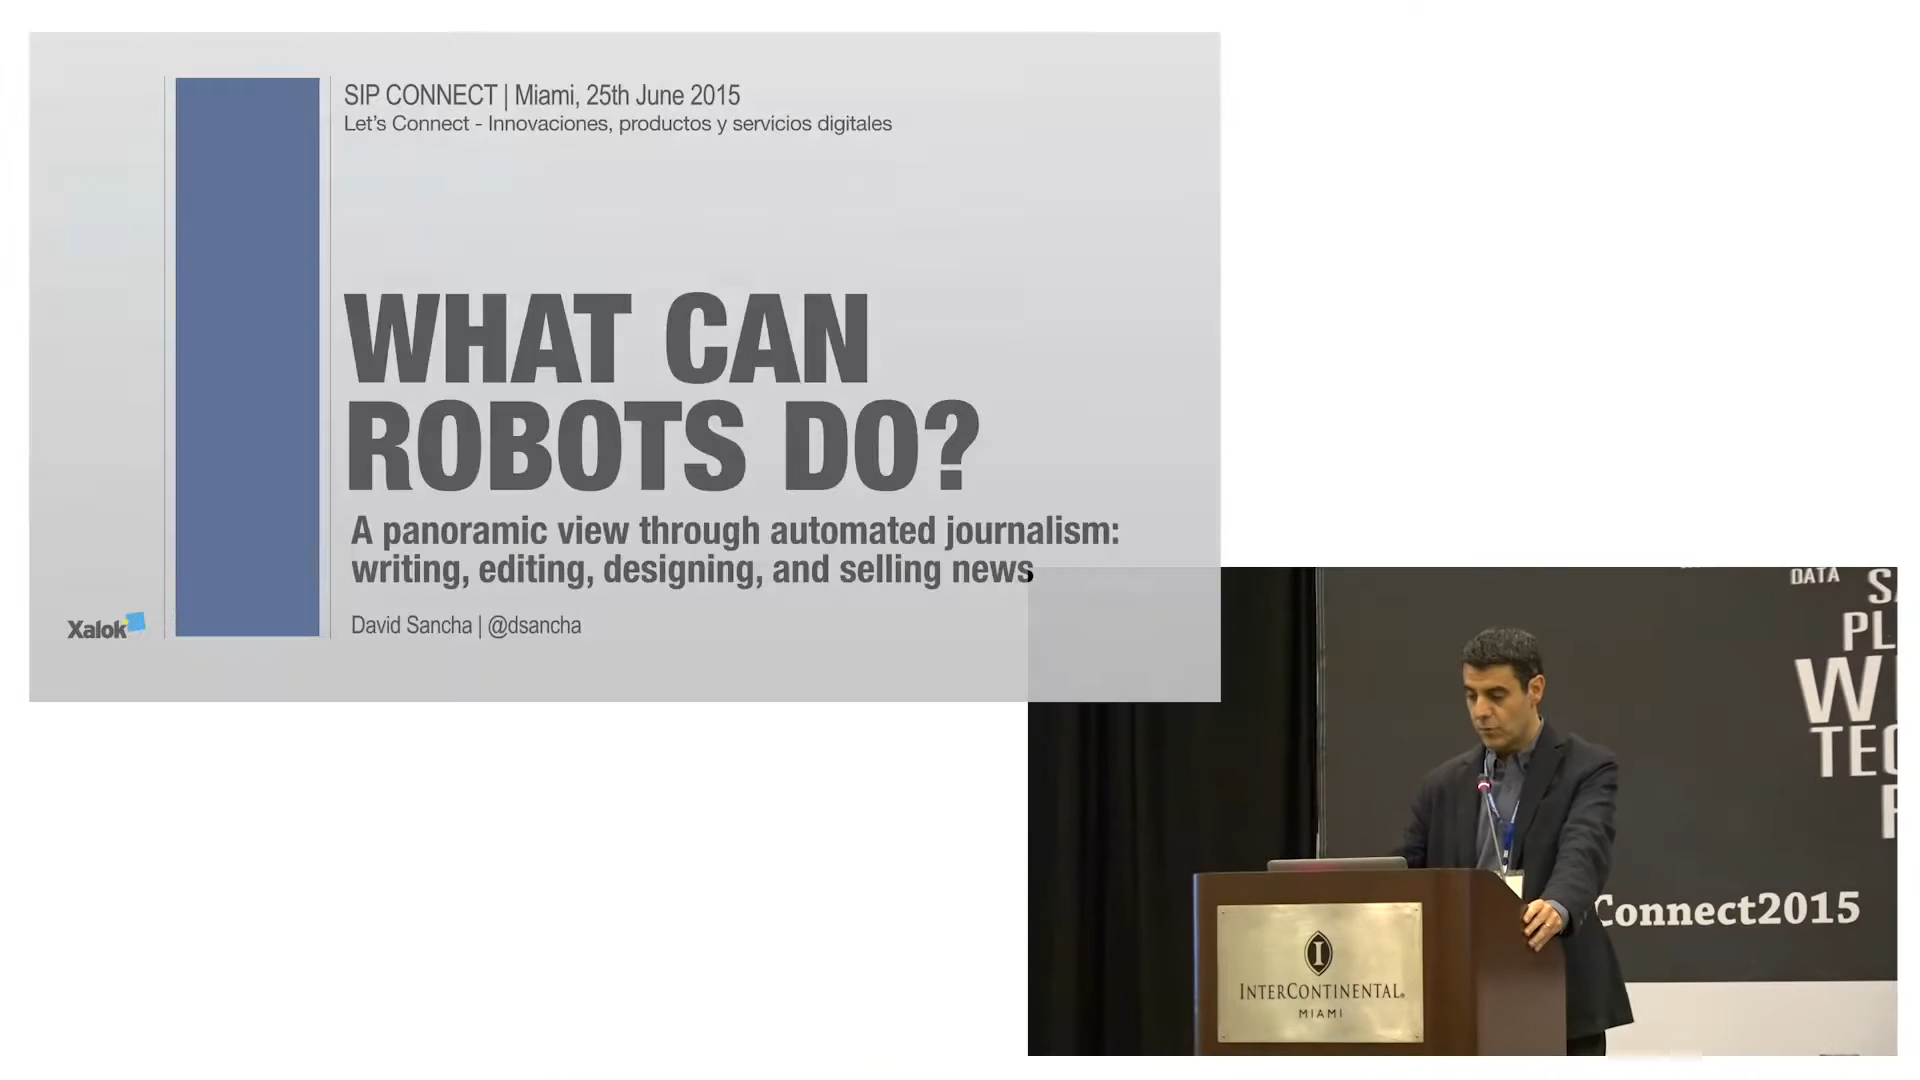 SIP CONNECT | Miami, 25th June 2015
Let's Connect - Innovaciones, productos y servicios digitales
WHAT CAN
ROBOTS DO?
A panoramic view through automated journalism:
writing, editing, designing, and selling news
David Sancha | @dsancha
Xalok
DATA
Connect2015
I
INTERCONTINENTAL®
MIAMI